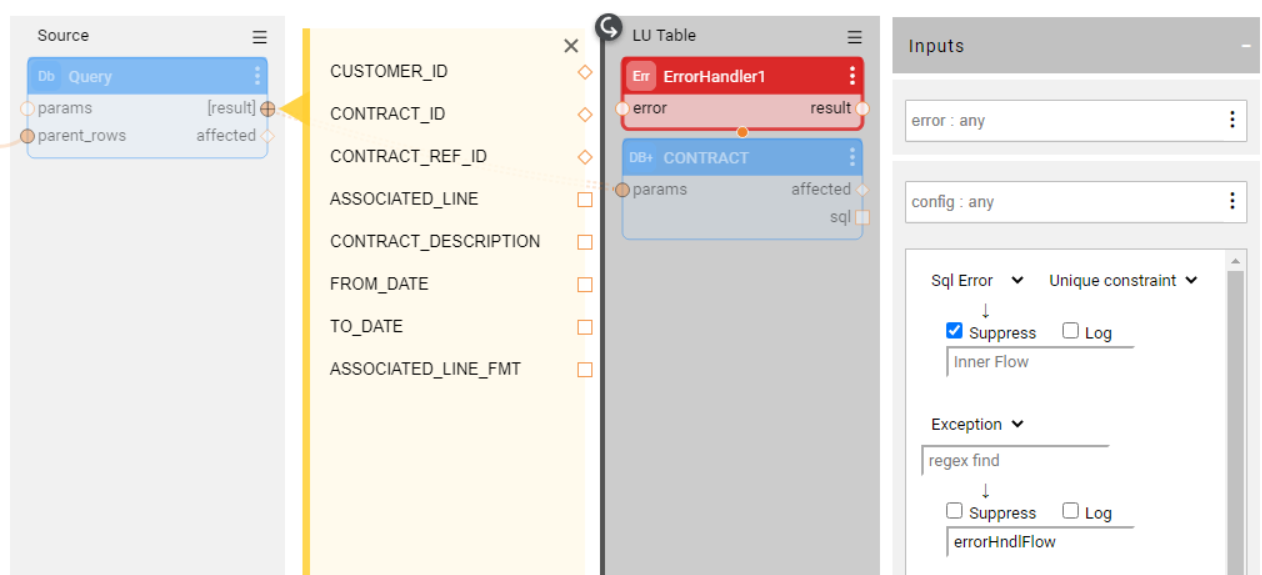 Source
Db Query
params [result]
parent_rows affected
CUSTOMER_ID
CONTRACT_ID
CONTRACT_REF_ID
ASSOCIATED_LINE
CONTRACT_DESCRIPTION
FROM_DATE
TO_DATE
ASSOCIATED_LINE_FMT
LU Table
Err ErrorHandler1
error result
DB+ CONTRACT
params affected
sql
Inputs
error : any
config : any
Sql Error Unique constraint
↓
Suppress Log
Inner Flow
Exception
regex find
↓
Suppress Log
errorHndlFlow